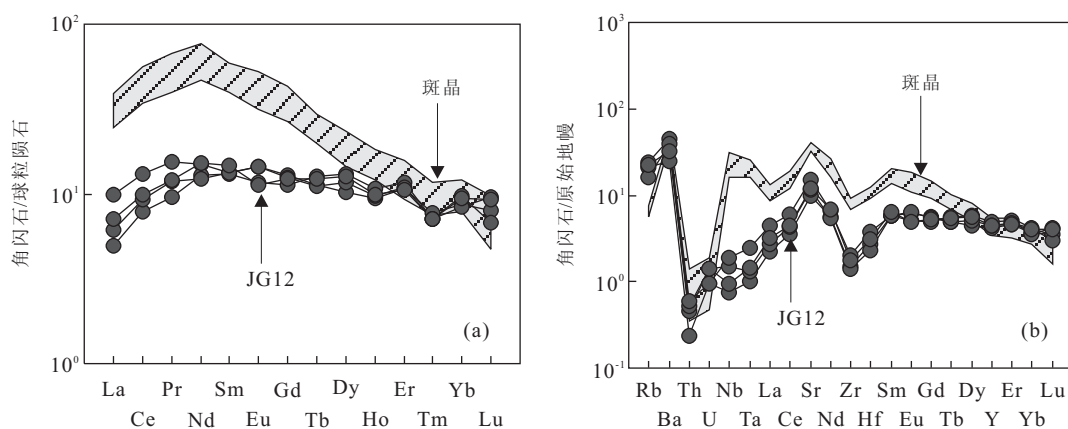 10²
10¹
10⁰
角闪石/球粒陨石
斑晶
JG12
(a)
La Pr Sm Gd Dy Er Yb
Ce Nd Eu Tb Ho Tm Lu
10³
10²
10¹
10⁰
10⁻¹
角闪石/原始地幔
斑晶
JG12
(b)
Rb Th Nb La Sr Zr Sm Gd Dy Er Lu
Ba U Ta Ce Nd Hf Eu Tb Y Yb